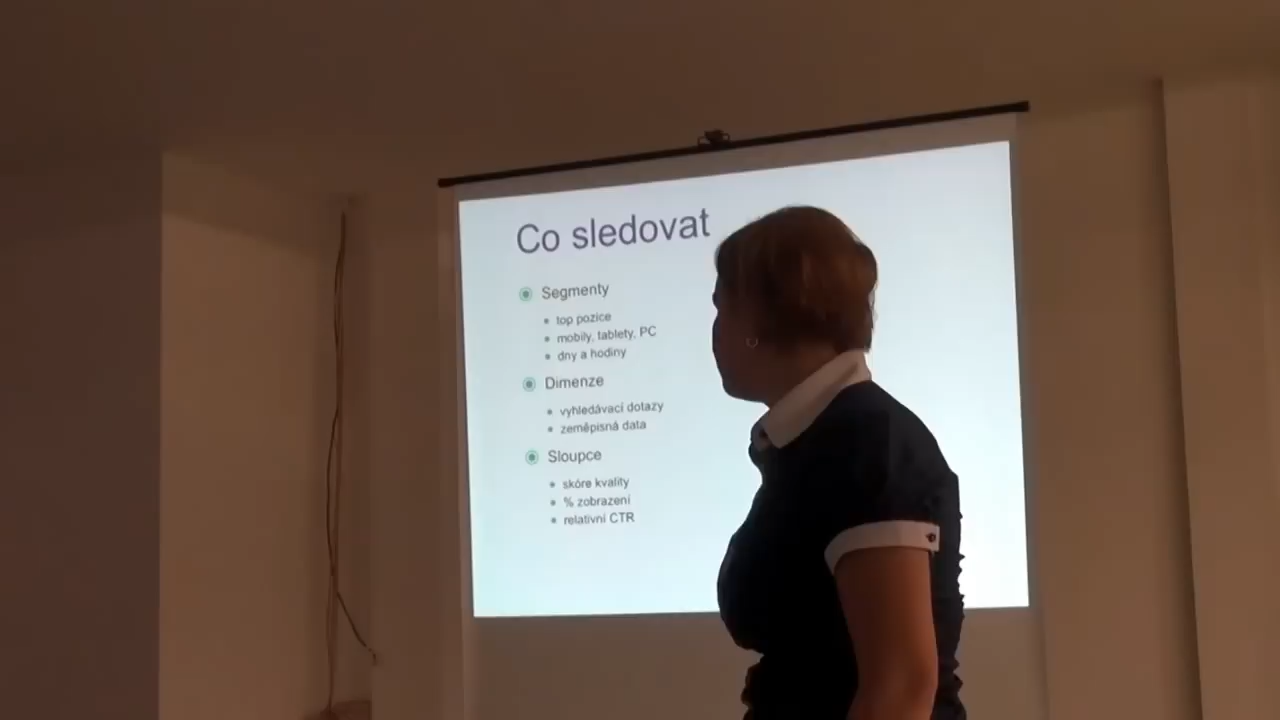 Co sledovat
Segmenty
top pozice
mobily, tablety, PC
dny a hodiny
Dimenze
vyhledávací dotazy
zeměpisná data
Sloupce
skóre kvality
% zobrazení
relativní CTR